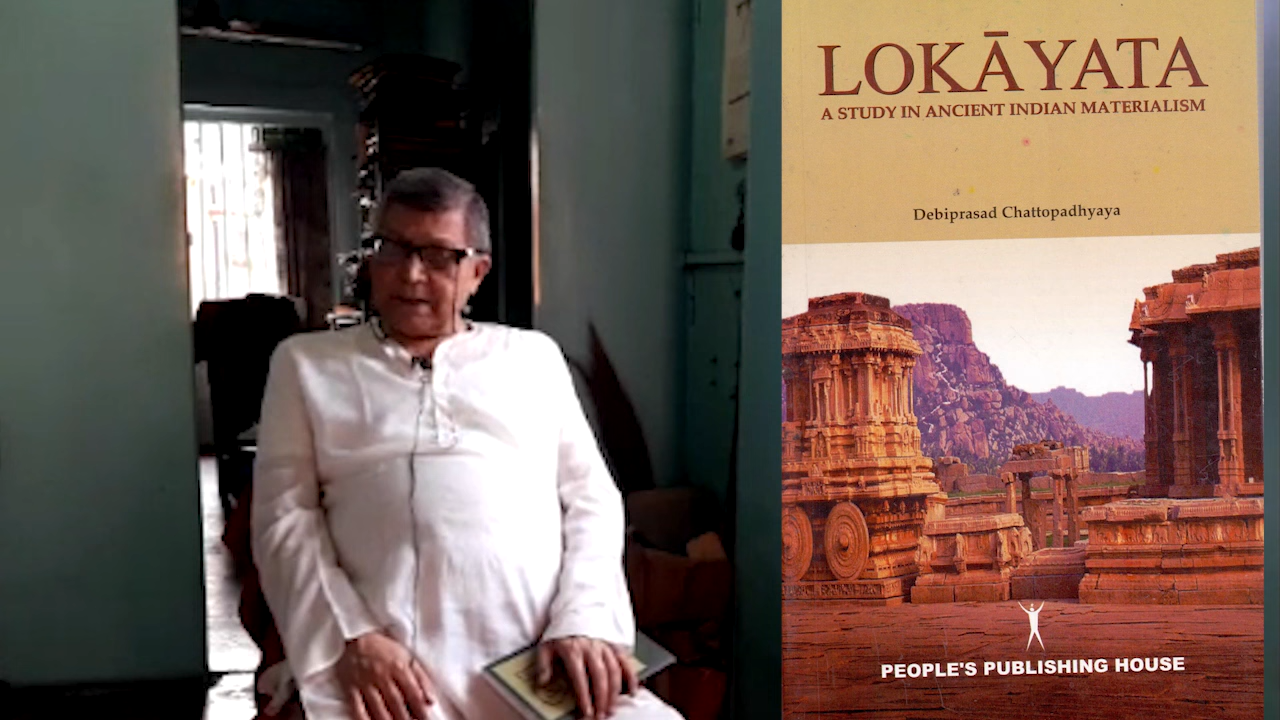 LOKĀYATA
A STUDY IN ANCIENT INDIAN MATERIALISM
Debiprasad Chattopadhyaya
PEOPLE'S PUBLISHING HOUSE